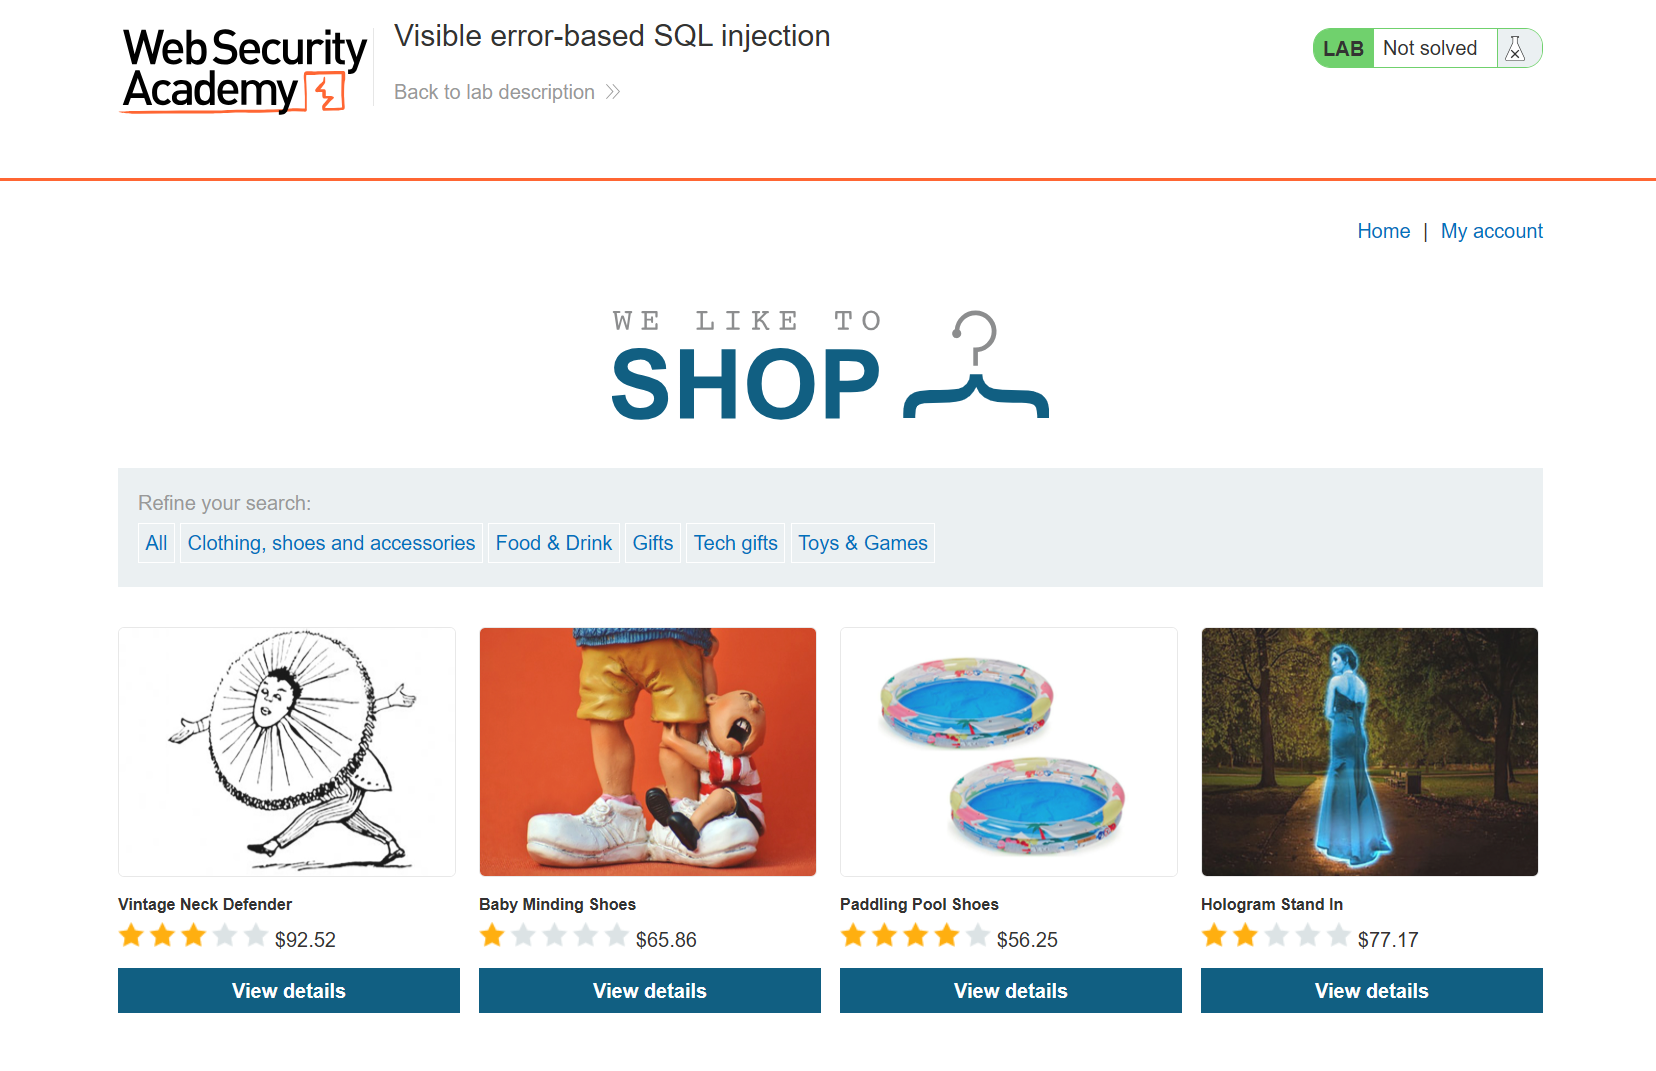 Web Security
Academy
Visible error-based SQL injection
Back to lab description
LAB Not solved
Home | My account
WE LIKE TO
SHOP
Refine your search:
All Clothing, shoes and accessories Food & Drink Gifts Tech gifts Toys & Games
Vintage Neck Defender Baby Minding Shoes Paddling Pool Shoes Hologram Stand In
$92.52 $65.86 $56.25 $77.17
View details View details View details View details